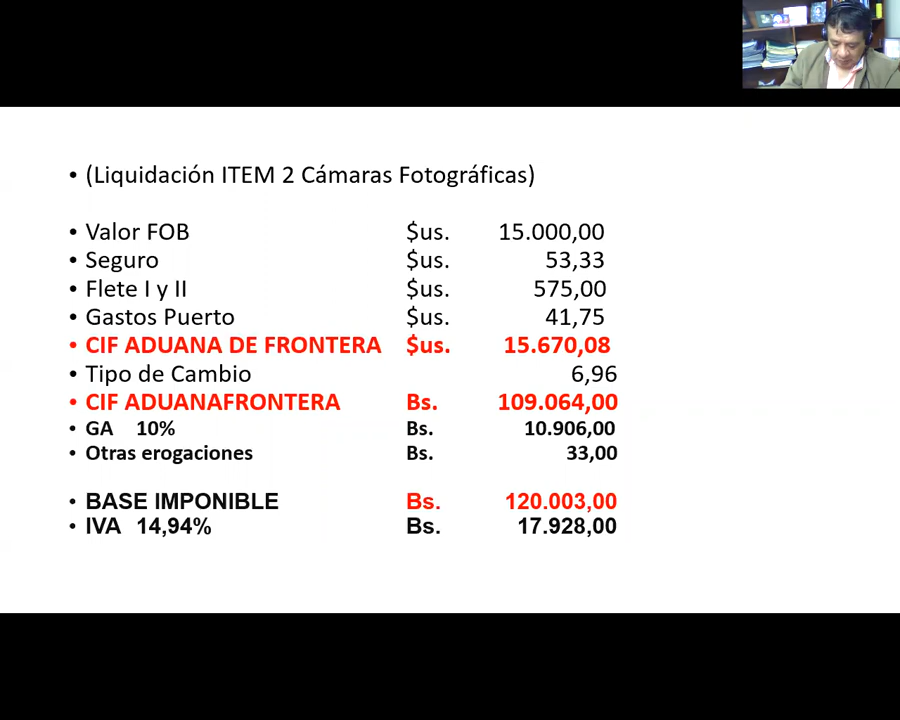 • (Liquidación ITEM 2 Cámaras Fotográficas)
• Valor FOB $us. 15.000,00
• Seguro $us. 53,33
• Flete I y II $us. 575,00
• Gastos Puerto $us. 41,75
• CIF ADUANA DE FRONTERA $us. 15.670,08
• Tipo de Cambio 6,96
• CIF ADUANAFRONTERA Bs. 109.064,00
• GA 10% Bs. 10.906,00
• Otras erogaciones Bs. 33,00
• BASE IMPONIBLE Bs. 120.003,00
• IVA 14,94% Bs. 17.928,00